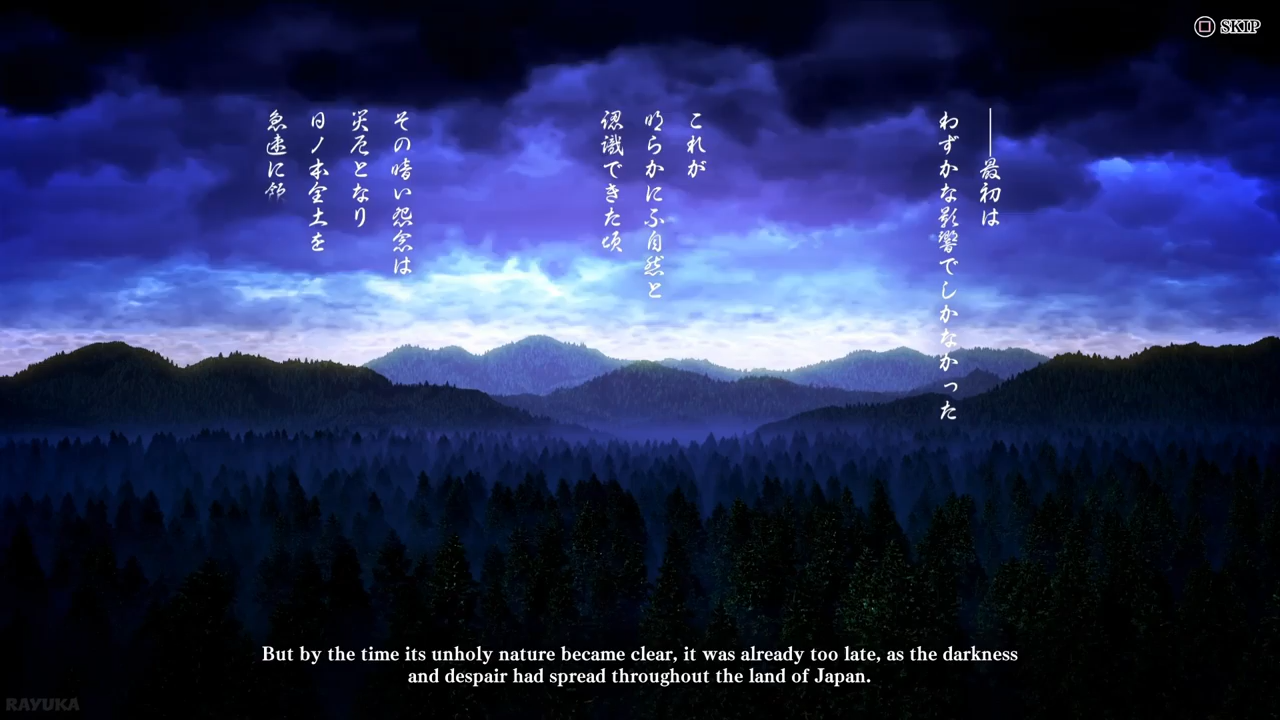 SKIP
──最初は
わずかな影響でしかなかった
これが
明らかにふ自然と
認識できた頃
その暗い怨念は
災厄となり
日ノ本全土を
急速に
But by the time its unholy nature became clear, it was already too late, as the darkness
and despair had spread throughout the land of Japan.
RAYUKA